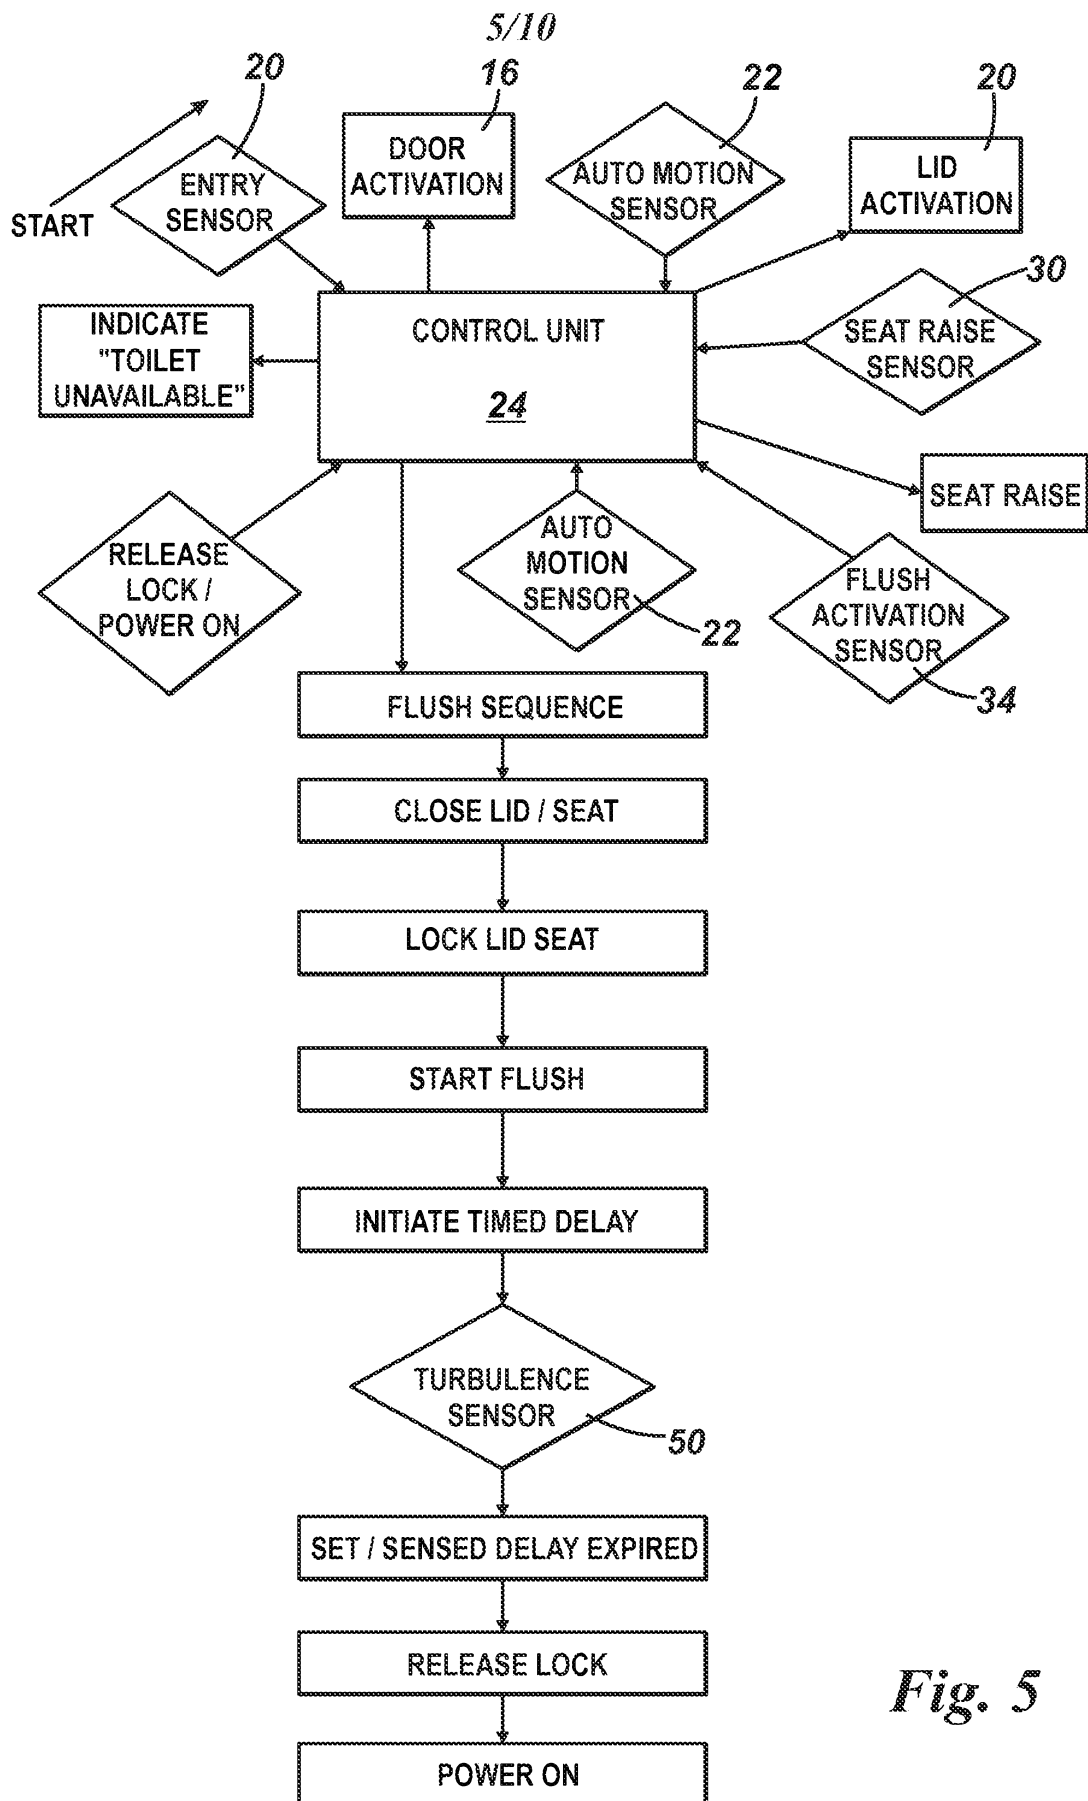 5/10
20
16
22
20
START
ENTRY
SENSOR
DOOR
ACTIVATION
AUTO MOTION
SENSOR
LID
ACTIVATION
30
INDICATE
"TOILET
UNAVAILABLE"
CONTROL UNIT
24
SEAT RAISE
SENSOR
SEAT RAISE
RELEASE
LOCK /
POWER ON
AUTO
MOTION
SENSOR
22
FLUSH
ACTIVATION
SENSOR
34
FLUSH SEQUENCE
CLOSE LID / SEAT
LOCK LID SEAT
START FLUSH
INITIATE TIMED DELAY
TURBULENCE
SENSOR
50
SET / SENSED DELAY EXPIRED
RELEASE LOCK
POWER ON
Fig. 5